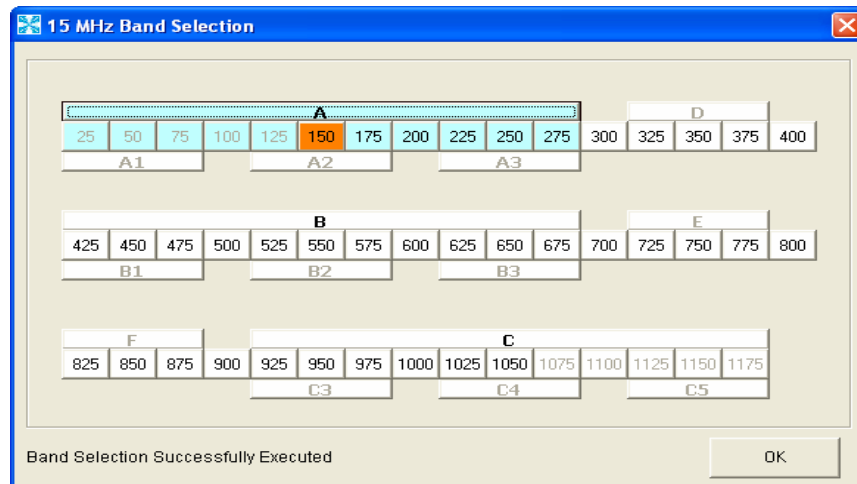 15 MHz Band Selection
A D
25 50 75 100 125 150 175 200 225 250 275 300 325 350 375 400
A1 A2 A3
B E
425 450 475 500 525 550 575 600 625 650 675 700 725 750 775 800
B1 B2 B3
F C
825 850 875 900 925 950 975 1000 1025 1050 1075 1100 1125 1150 1175
C3 C4 C5
Band Selection Successfully Executed OK